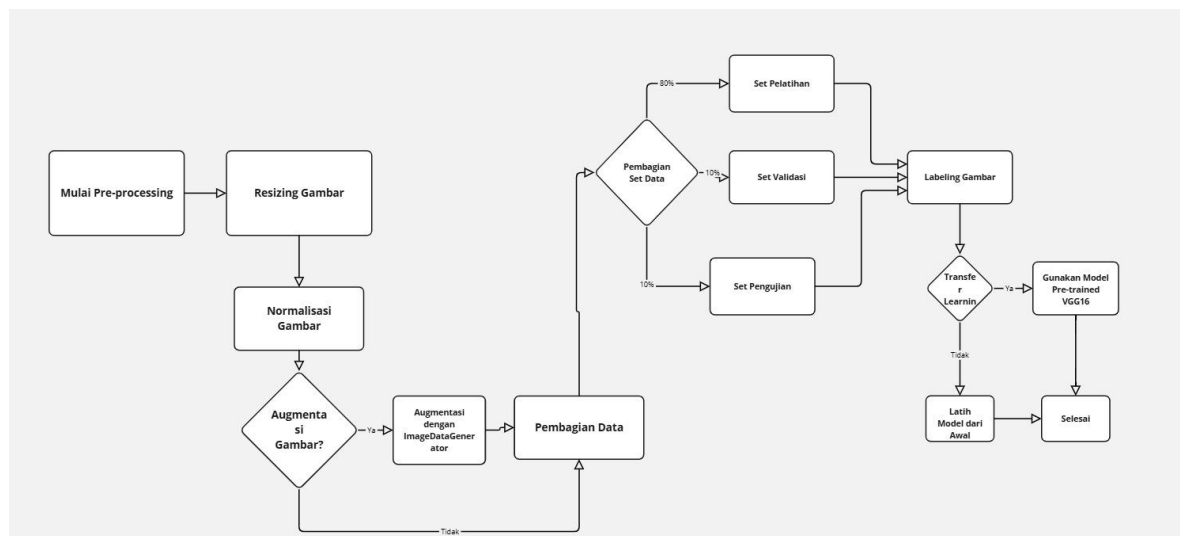 Mulai Pre-processing
Resizing Gambar
Normalisasi
Gambar
Augmenta
si
Gambar?
Ya
Augmentasi
dengan
ImageDataGener
ator
Tidak
Pembagian Data
Pembagian
Set Data
80%
Set Pelatihan
10%
Set Validasi
10%
Set Pengujian
Labeling Gambar
Transfe
r
Learnin
Ya
Gunakan Model
Pre-trained
VGG16
Tidak
Latih
Model dari
Awal
Selesai